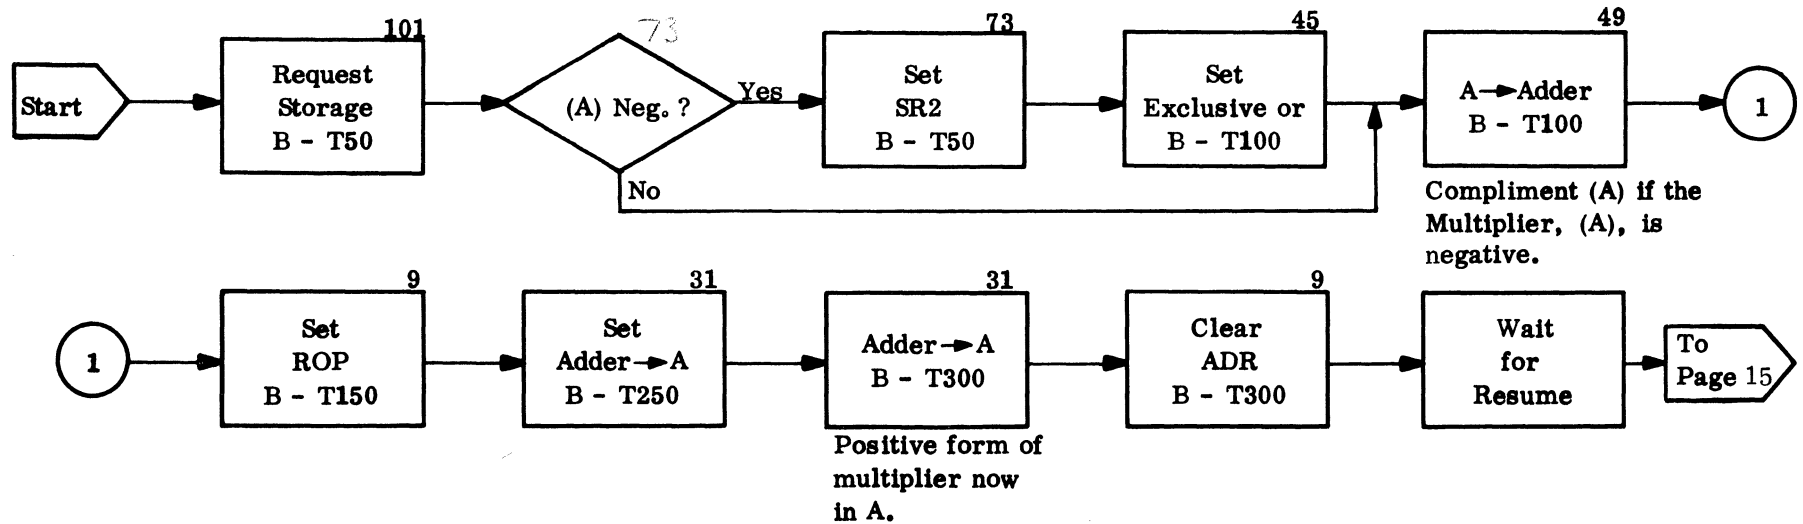 Start
101
Request
Storage
B - T50
73
(A) Neg. ?
Yes
No
73
Set
SR2
B - T50
45
Set
Exclusive or
B - T100
49
A→Adder
B - T100
Compliment (A) if the
Multiplier, (A), is
negative.
1
1
9
Set
ROP
B - T150
31
Set
Adder→A
B - T250
31
Adder→A
B - T300
Positive form of
multiplier now
in A.
9
Clear
ADR
B - T300
Wait
for
Resume
To
Page 15